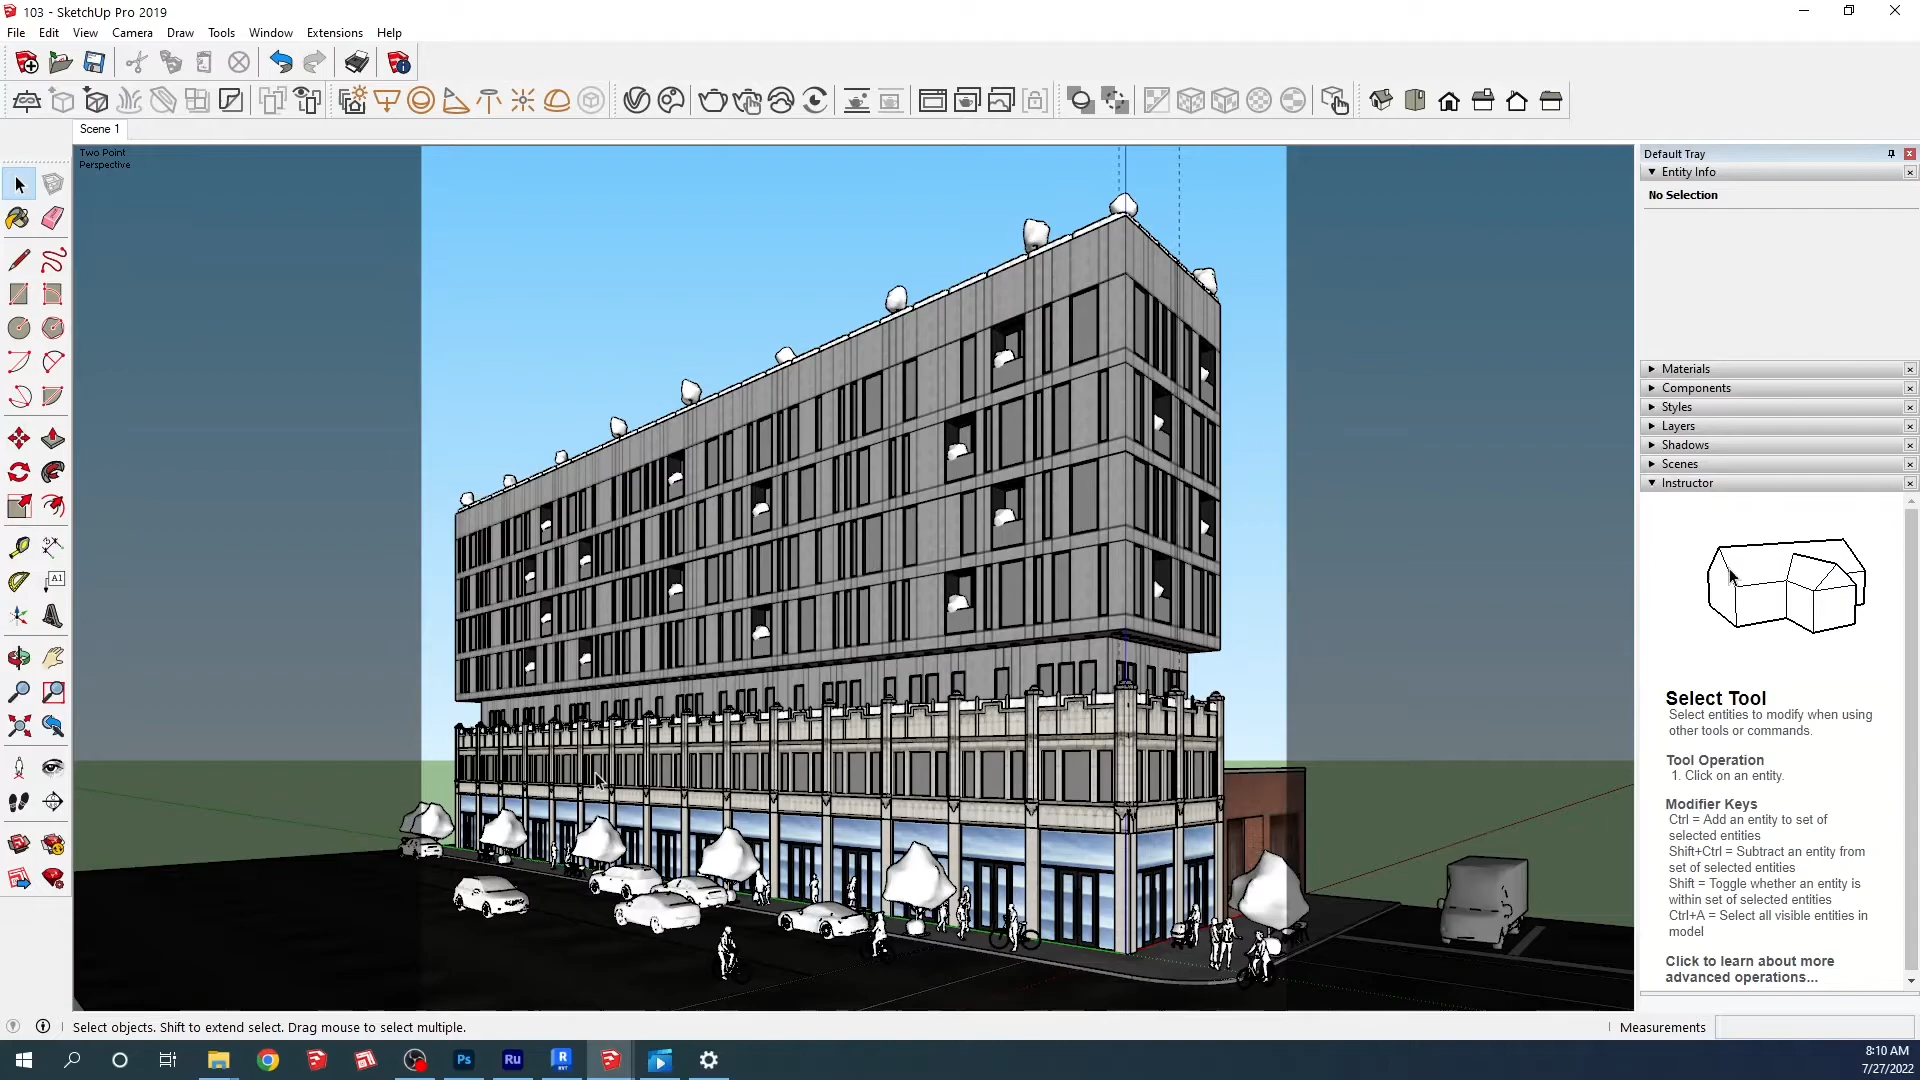 103 - SketchUp Pro 2019
File Edit View Camera Draw Tools Window Extensions Help
Scene 1
Two Point
Perspective
Default Tray
Entity Info
No Selection
Materials
Components
Styles
Layers
Shadows
Scenes
Instructor
Select Tool
Select entities to modify when using
other tools or commands.
Tool Operation
1. Click on an entity.
Modifier Keys
Ctrl = Add an entity to set of
selected entities
Shift+Ctrl = Subtract an entity from
set of selected entities
Shift = Toggle whether an entity is
within set of selected entities
Ctrl+A = Select all visible entities in
model
Click to learn about more
advanced operations...
A1
Select objects. Shift to extend select. Drag mouse to select multiple.
Measurements
Ps
Ru
R
8:10 AM
7/27/2022